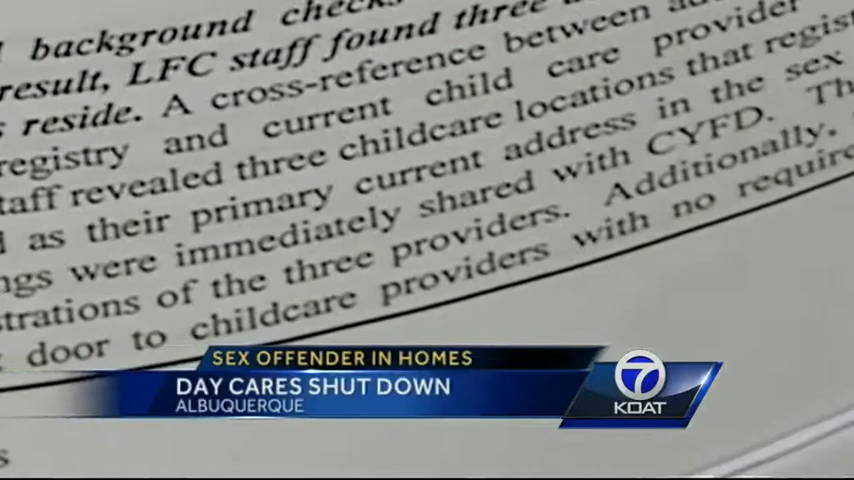 background checks
result, LFC staff found three
reside. A cross-reference between
registry and current child care provider
staff revealed three childcare locations that regist
as their primary current address in the sex
ngs were immediately shared with CYFD. Th
strations of the three providers. Additionally,
door to childcare providers with no require
SEX OFFENDER IN HOMES
DAY CARES SHUT DOWN
ALBUQUERQUE
7
KOAT